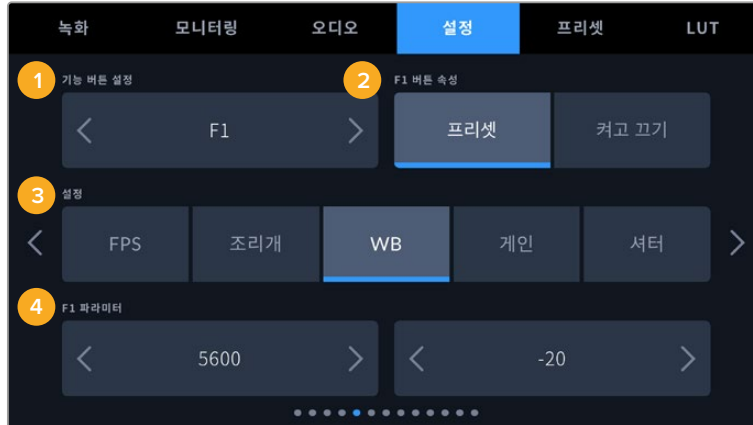 녹화 모니터링 오디오 설정 프리셋 LUT
1 기능 버튼 설정 2 F1 버튼 속성
F1 프리셋 켜고 끄기
3 설정
FPS 조리개 WB 게인 셔터
4 F1 파라미터
5600 -20